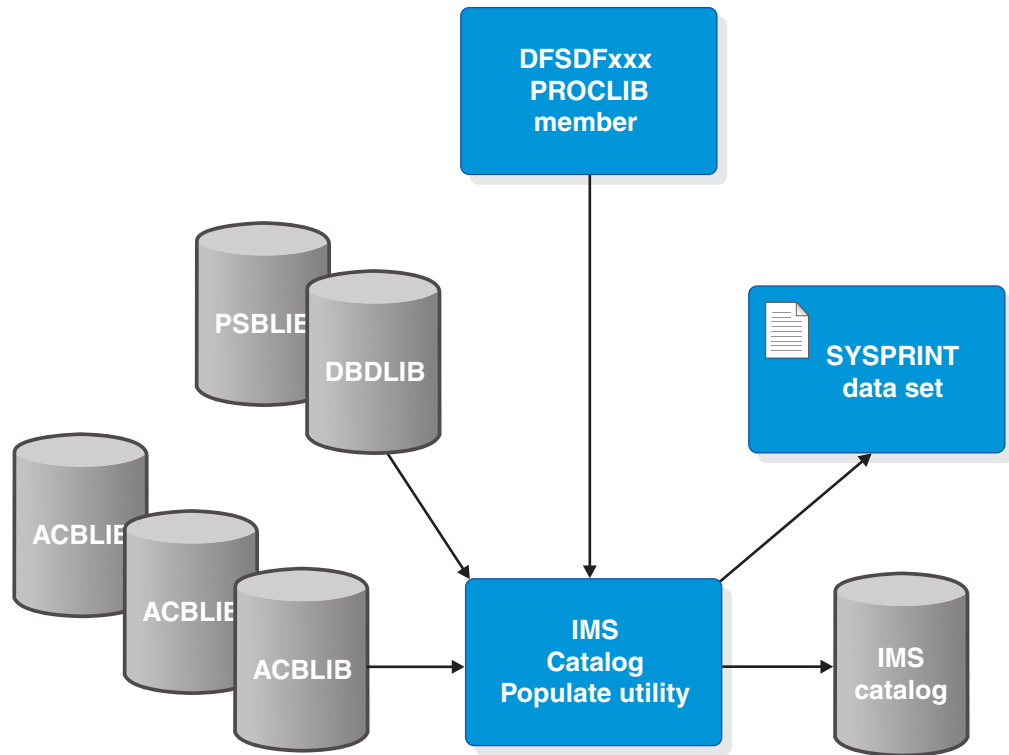 DFSDFxxx
PROCLIB
member
PSBLIB
DBDLIB
SYSPRINT
data set
ACBLIB
ACBLIB
ACBLIB
IMS
Catalog
Populate utility
IMS
catalog